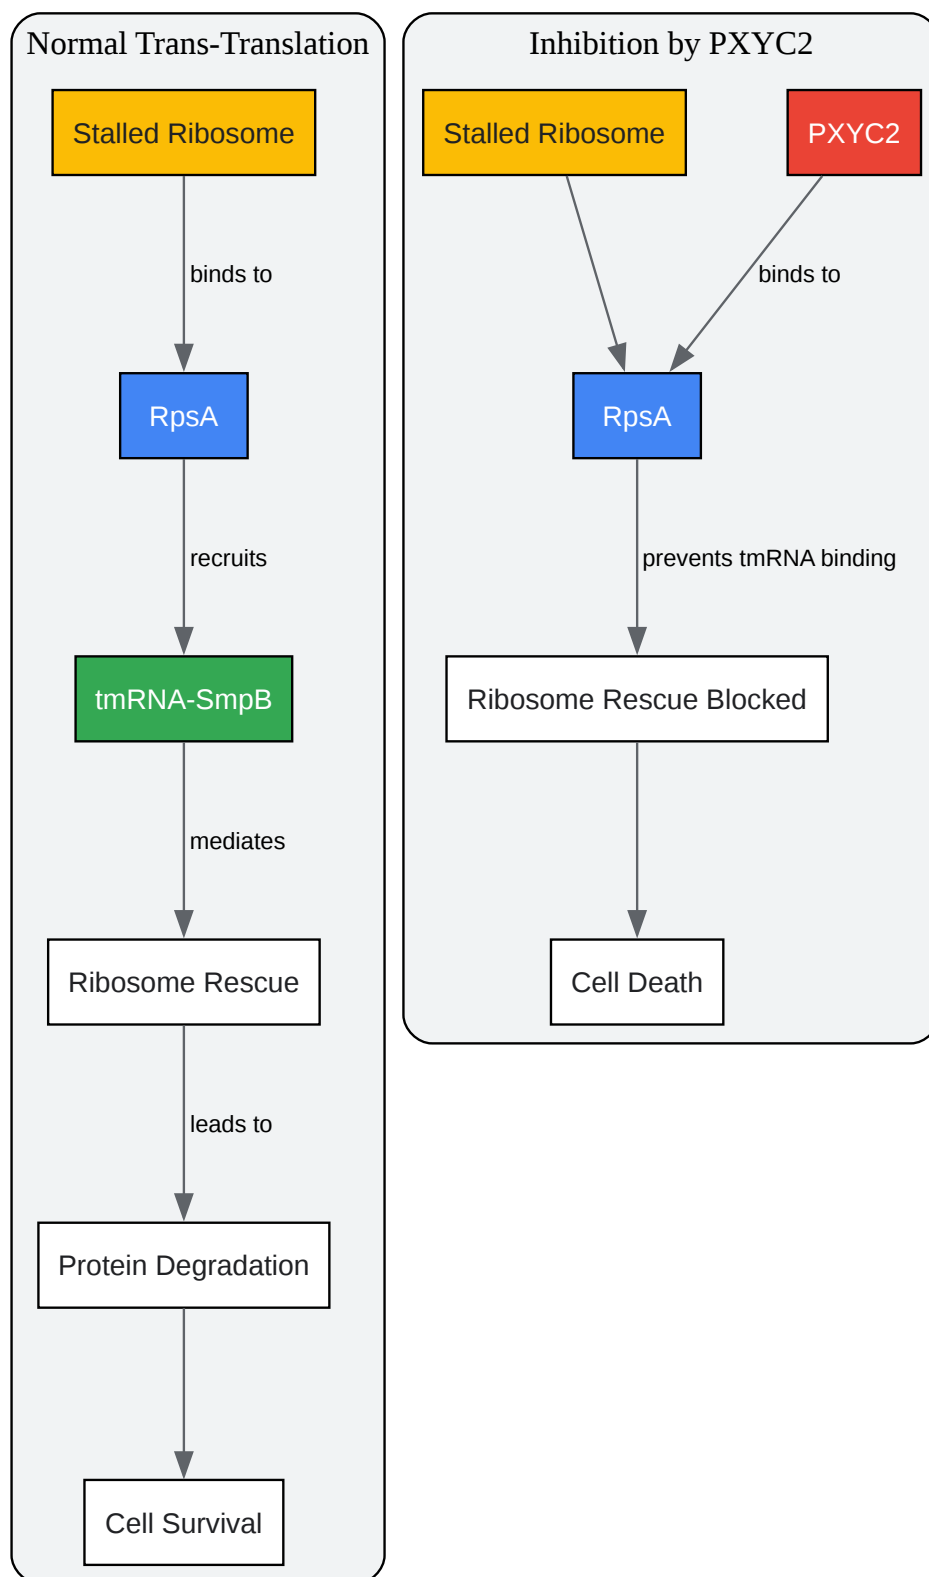 Normal Trans-Translation
Stalled Ribosome
binds to
RpsA
recruits
tmRNA-SmpB
mediates
Ribosome Rescue
leads to
Protein Degradation
Cell Survival
Inhibition by PXYC2
Stalled Ribosome
PXYC2
binds to
RpsA
prevents tmRNA binding
Ribosome Rescue Blocked
Cell Death